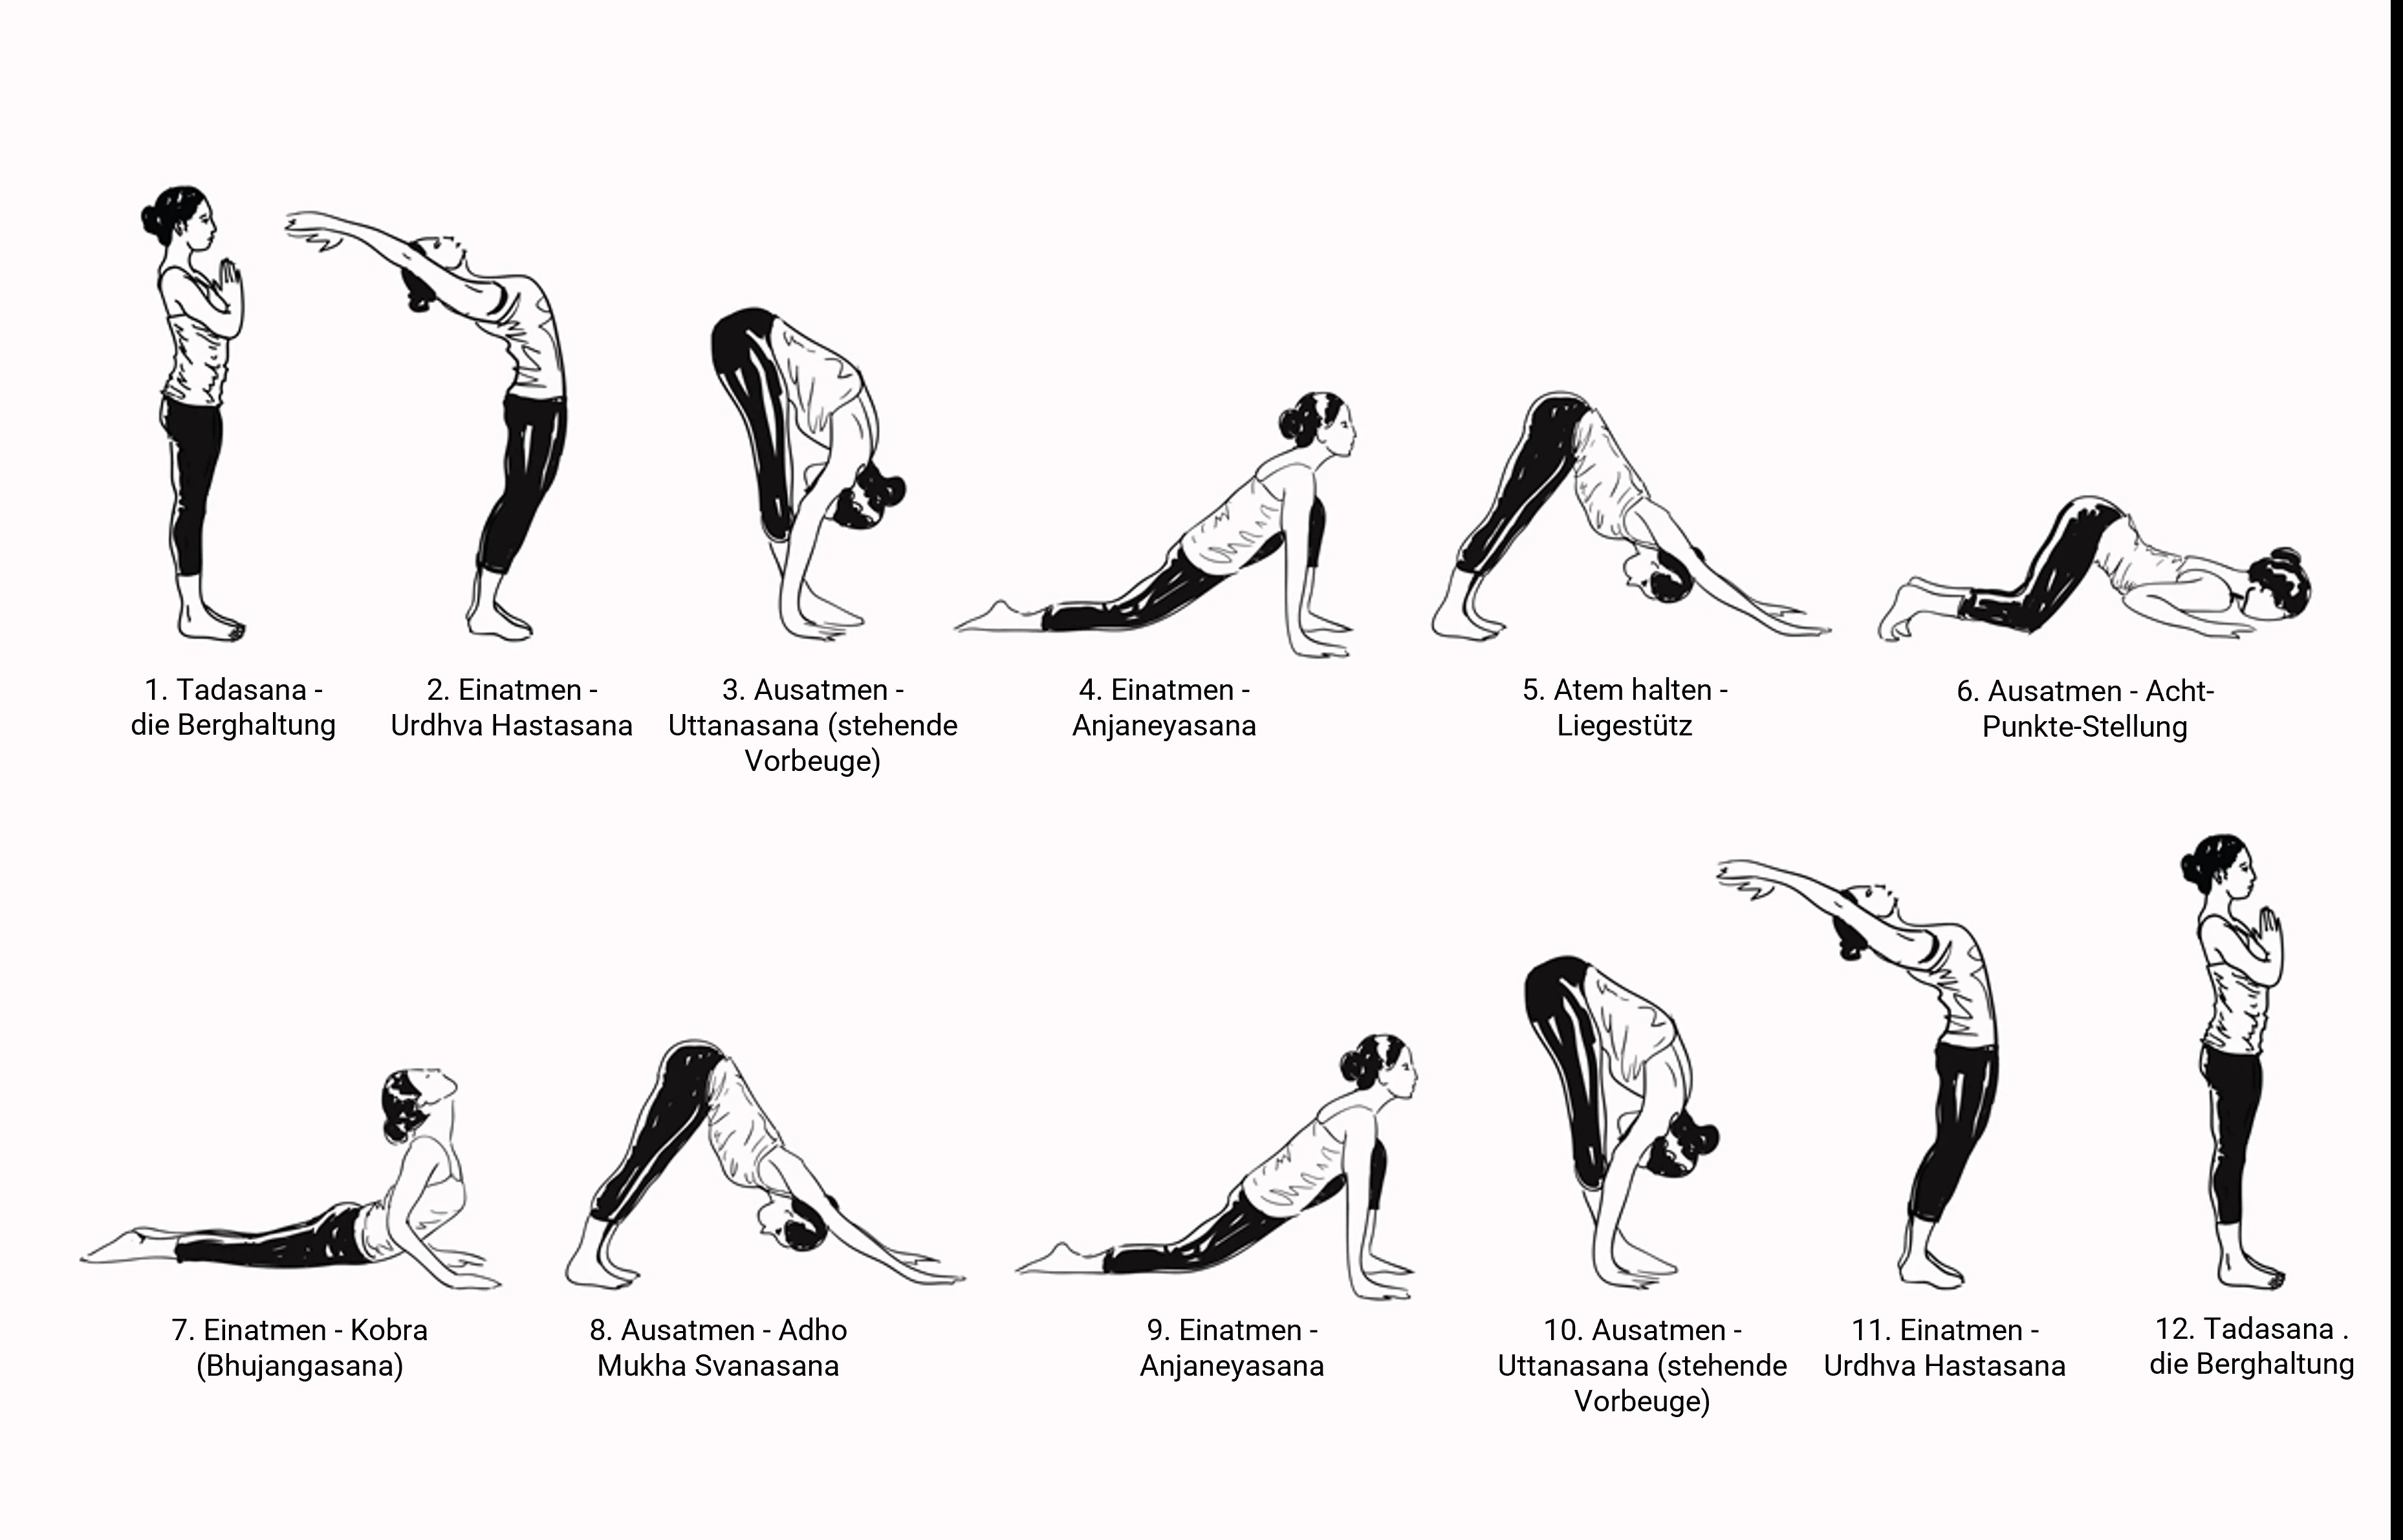 1. Tadasana -
die Berghaltung
2. Einatmen -
Urdhva Hastasana
3. Ausatmen -
Uttanasana (stehende
Vorbeuge)
4. Einatmen -
Anjaneyasana
5. Atem halten -
Liegestütz
6. Ausatmen - Acht-
Punkte-Stellung
7. Einatmen - Kobra
(Bhujangasana)
8. Ausatmen - Adho
Mukha Svanasana
9. Einatmen -
Anjaneyasana
10. Ausatmen -
Uttanasana (stehende
Vorbeuge)
11. Einatmen -
Urdhva Hastasana
12. Tadasana .
die Berghaltung